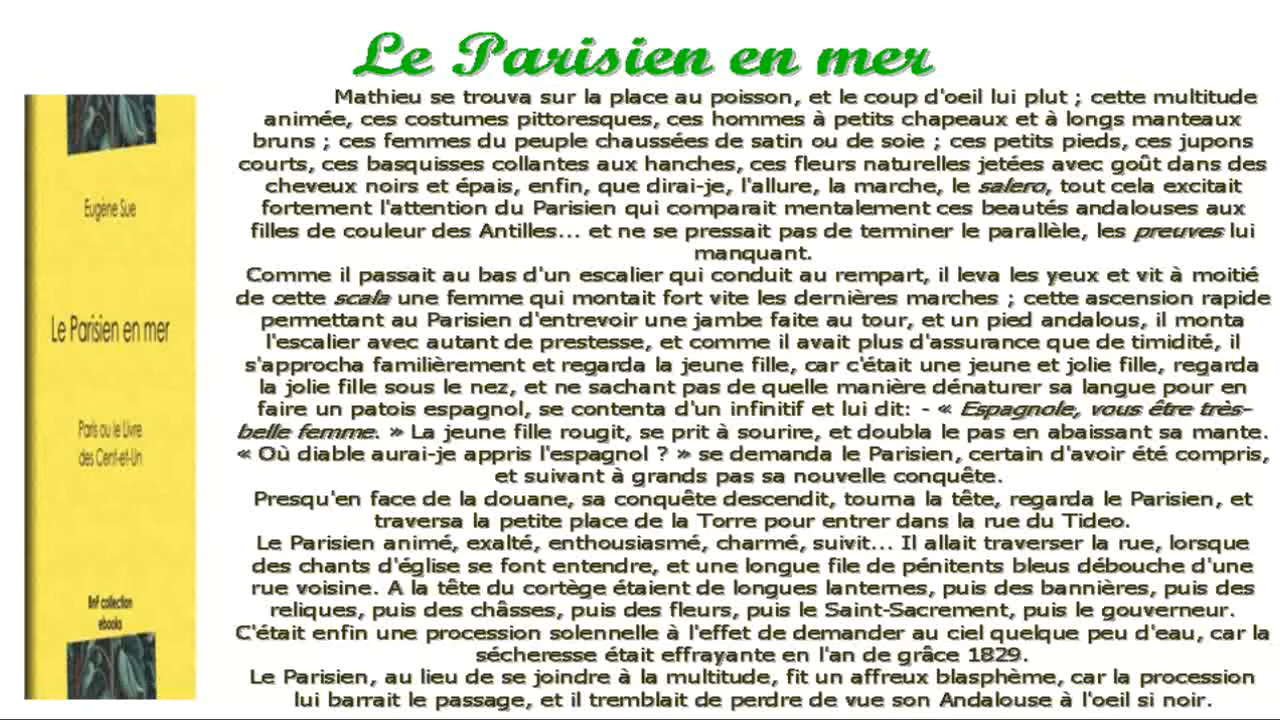 Le Parisien en mer
Mathieu se trouva sur la place au poisson, et le coup d'oeil lui plut ; cette multitude
animée, ces costumes pittoresques, ces hommes à petits chapeaux et à longs manteaux
bruns ; ces femmes du peuple chaussées de satin ou de soie ; ces petits pieds, ces jupons
courts, ces basquisses collantes aux hanches, ces fleurs naturelles jetées avec goût dans des
cheveux noirs et épais, enfin, que dirai-je, l'allure, la marche, le salero, tout cela excitait
fortement l'attention du Parisien qui comparait mentalement ces beautés andalouses aux
filles de couleur des Antilles... et ne se pressait pas de terminer le parallèle, les preuves lui
manquant.
Comme il passait au bas d'un escalier qui conduit au rempart, il leva les yeux et vit à moitié
de cette scala une femme qui montait fort vite les dernières marches ; cette ascension rapide
permettant au Parisien d'entrevoir une jambe faite au tour, et un pied andalous, il monta
l'escalier avec autant de prestesse, et comme il avait plus d'assurance que de timidité, il
s'approcha familièrement et regarda la jeune fille, car c'était une jeune et jolie fille, regarda
la jolie fille sous le nez, et ne sachant pas de quelle manière dénaturer sa langue pour en
faire un patois espagnol, se contenta d'un infinitif et lui dit: - « Espagnole, vous être très-
belle femme. » La jeune fille rougit, se prit à sourire, et doubla le pas en abaissant sa mante.
« Où diable aurai-je appris l'espagnol ? » se demanda le Parisien, certain d'avoir été compris,
et suivant à grands pas sa nouvelle conquête.
Presqu'en face de la douane, sa conquête descendit, tourna la tête, regarda le Parisien, et
traversa la petite place de la Torre pour entrer dans la rue du Tideo.
Le Parisien animé, exalté, enthousiasmé, charmé, suivit... Il allait traverser la rue, lorsque
des chants d'église se font entendre, et une longue file de pénitents bleus débouche d'une
rue voisine. A la tête du cortège étaient de longues lanternes, puis des bannières, puis des
reliques, puis des châsses, puis des fleurs, puis le Saint-Sacrement, puis le gouverneur.
C'était enfin une procession solennelle à l'effet de demander au ciel quelque peu d'eau, car la
sécheresse était effrayante en l'an de grâce 1829.
Le Parisien, au lieu de se joindre à la multitude, fit un affreux blasphème, car la procession
lui barrait le passage, et il tremblait de perdre de vue son Andalouse à l'oeil si noir.
Eugène Sue
Le Parisien en mer
Paris ou le Livre
des Cent-et-Un
BnF collection
ebooks